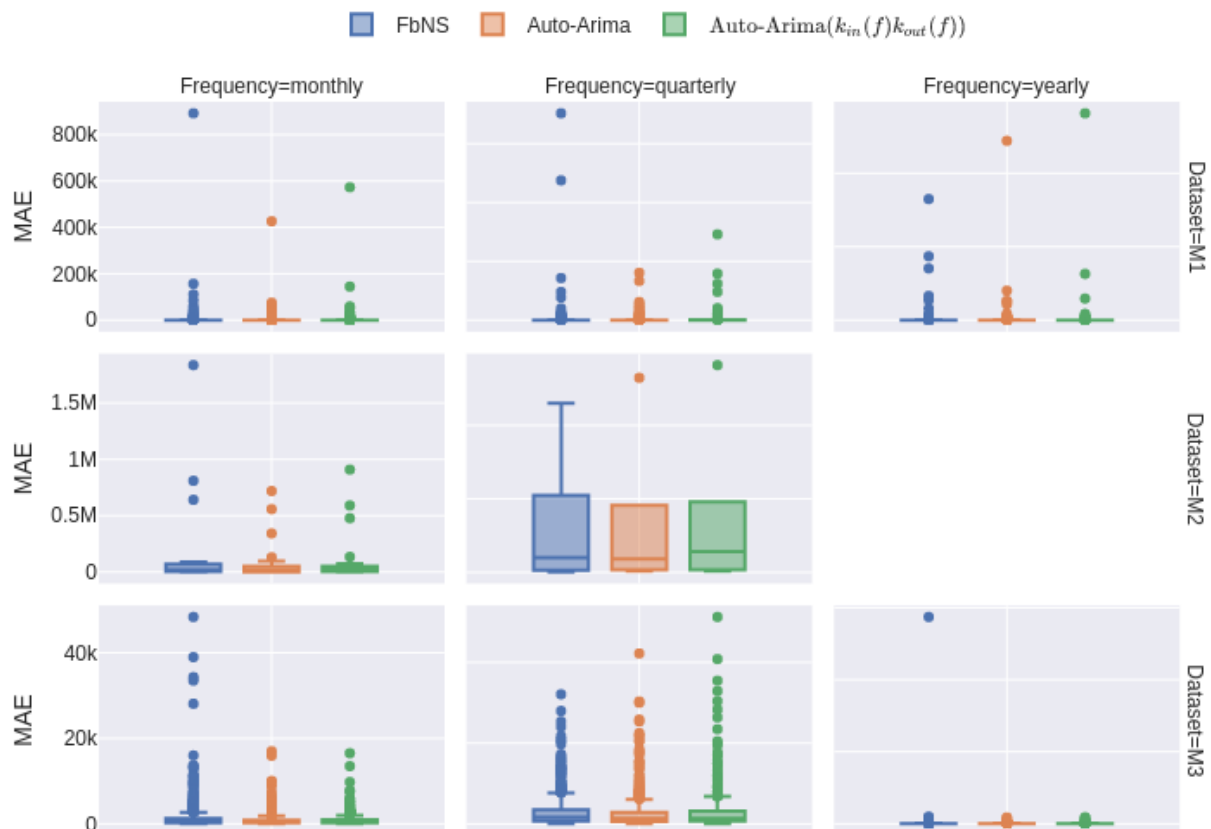 FbNS Auto-Arima Auto-Arima(k_in(f)k_out(f))
Frequency=monthly Frequency=quarterly Frequency=yearly
800k
600k
400k
200k
0
MAE
Dataset=M1
1.5M
1M
0.5M
0
MAE
Dataset=M2
40k
20k
0
MAE
Dataset=M3